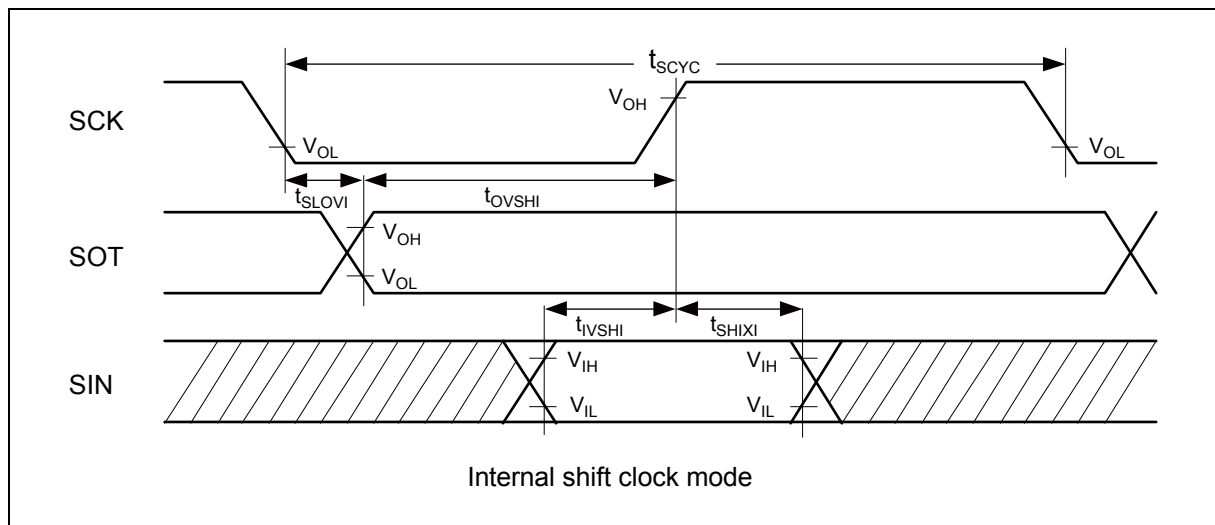 tSCYC
SCK
VOH
VOL
VOL
tSLOVI
tOVSHI
SOT
VOH
VOL
tIVSHI
tSHIXI
SIN
VIH
VIH
VIL
VIL
Internal shift clock mode